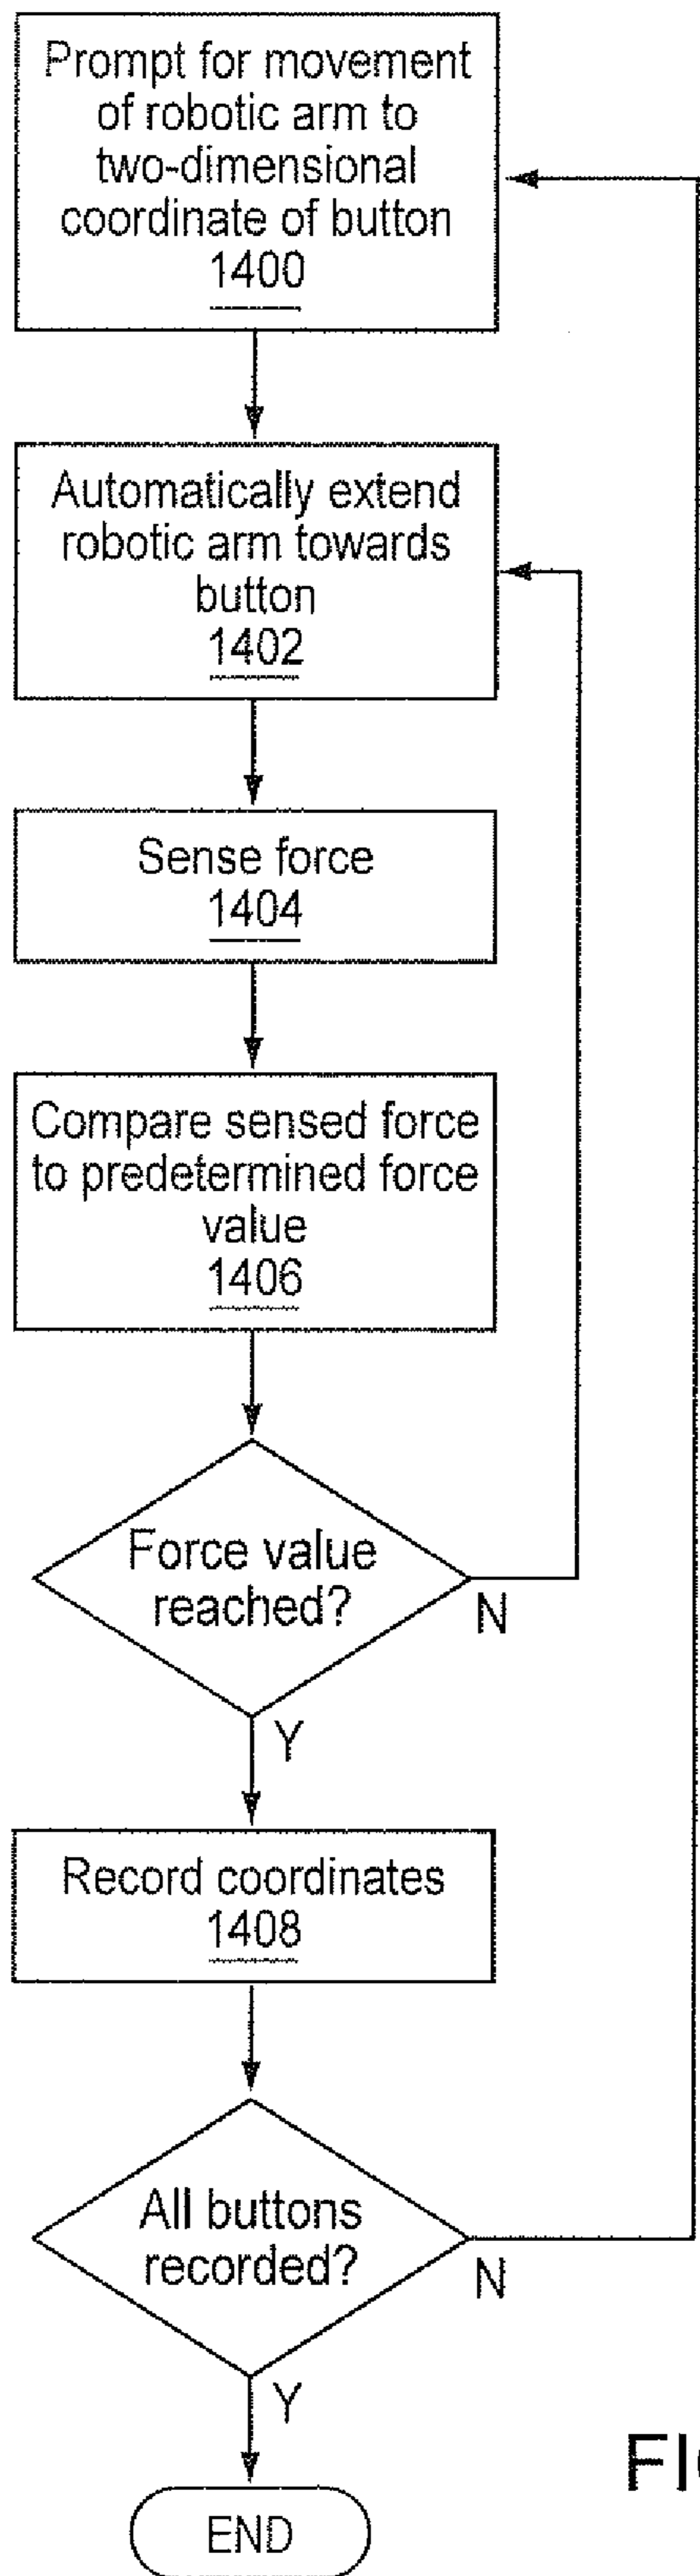 Prompt for movement
of robotic arm to
two-dimensional
coordinate of button
1400
Automatically extend
robotic arm towards
button
1402
Sense force
1404
Compare sensed force
to predetermined force
value
1406
Force value
reached?
N
Y
Record coordinates
1408
All buttons
recorded?
N
Y
END